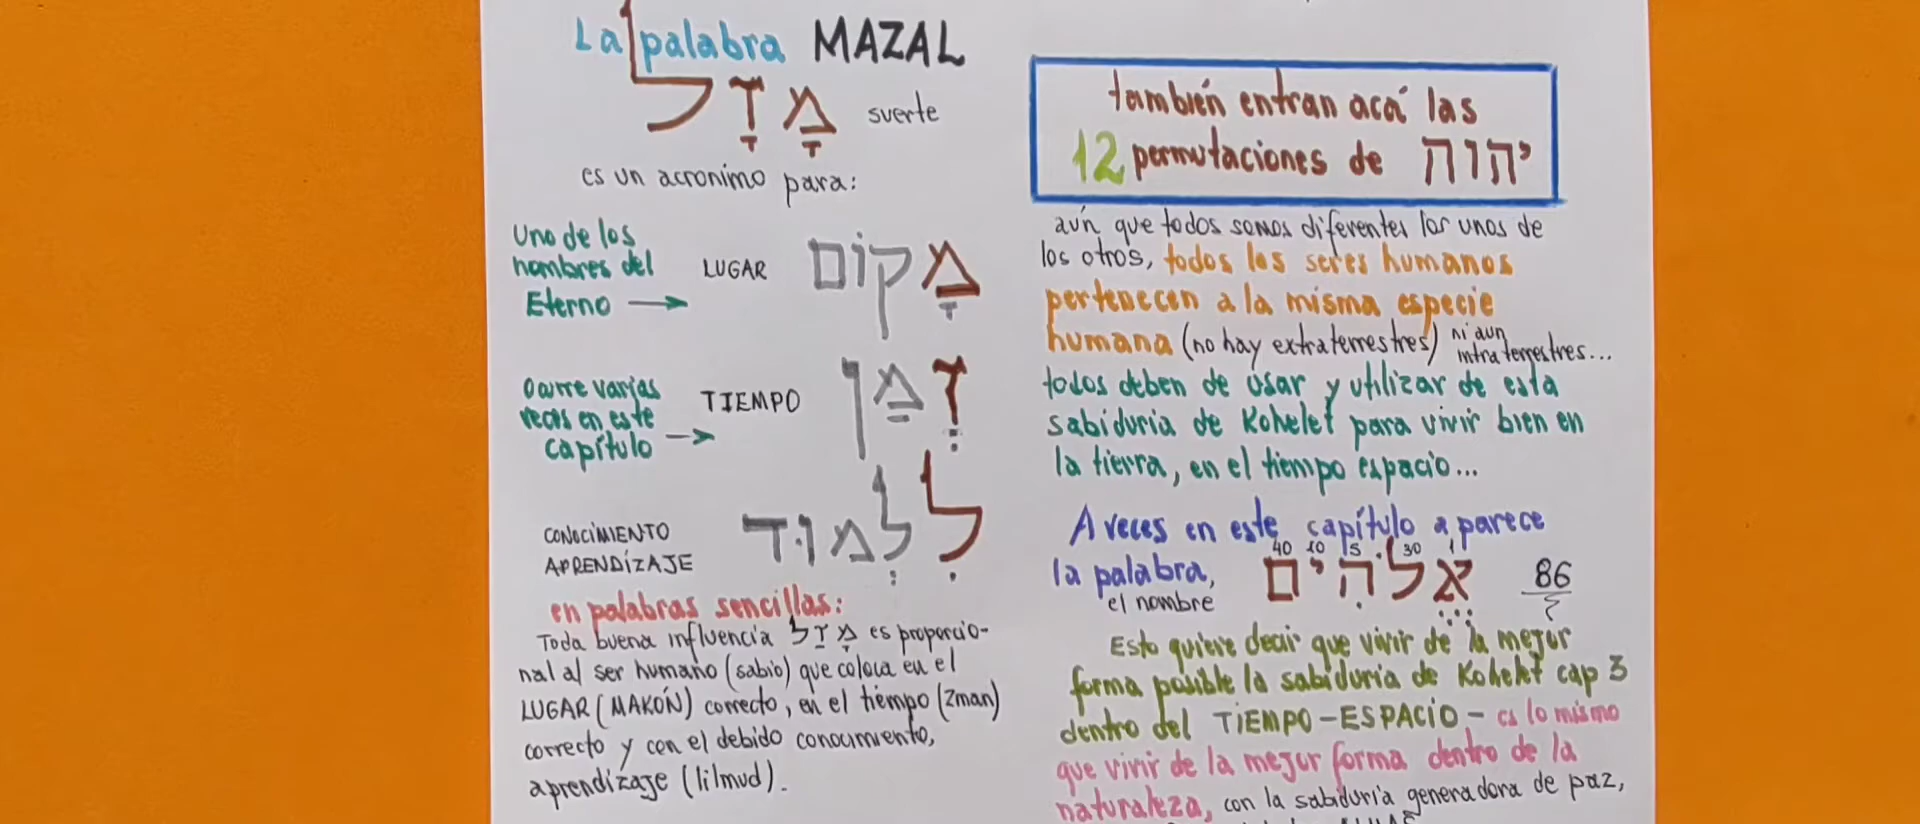 La palabra MAZAL
מַזָל suerte
es un acronimo para:
Uno de los
nombres del
Eterno → LUGAR מַקוֹם
Ocurre varias
veces en este
capítulo → TIEMPO זְמַן
CONOCIMIENTO
APRENDÍZAJE לִלְמוּד
en palabras sencillas:
Toda buena influencia מַזָל es proporcio-
nal al ser humano (sabio) que coloca en el
LUGAR (MAKÓN) correcto, en el tiempo (zman)
correcto y con el debido conocimiento,
aprendizaje (lilmud).
también entran acá las
12 permutaciones de יהוה
aún que todos somos diferentes los unos de
los otros, todos los seres humanos
pertenecen a la misma especie
humana (no hay extraterrestres) ni aun
intraterrestres...
todos deben de usar y utilizar de esta
sabiduria de Kohelet para vivir bien en
la tierra, en el tiempo espacio...
A veces en este capítulo aparece
40 10 5 30 1
la palabra, אֱלֹהִים 86
el nombre
Esto quiere decir que vivir de la mejor
forma posible la sabiduria de Kohelet cap 3
dentro del TIEMPO-ESPACIO- es lo mismo
que vivir de la mejor forma dentro de la
naturaleza, con la sabiduría generadora de paz,